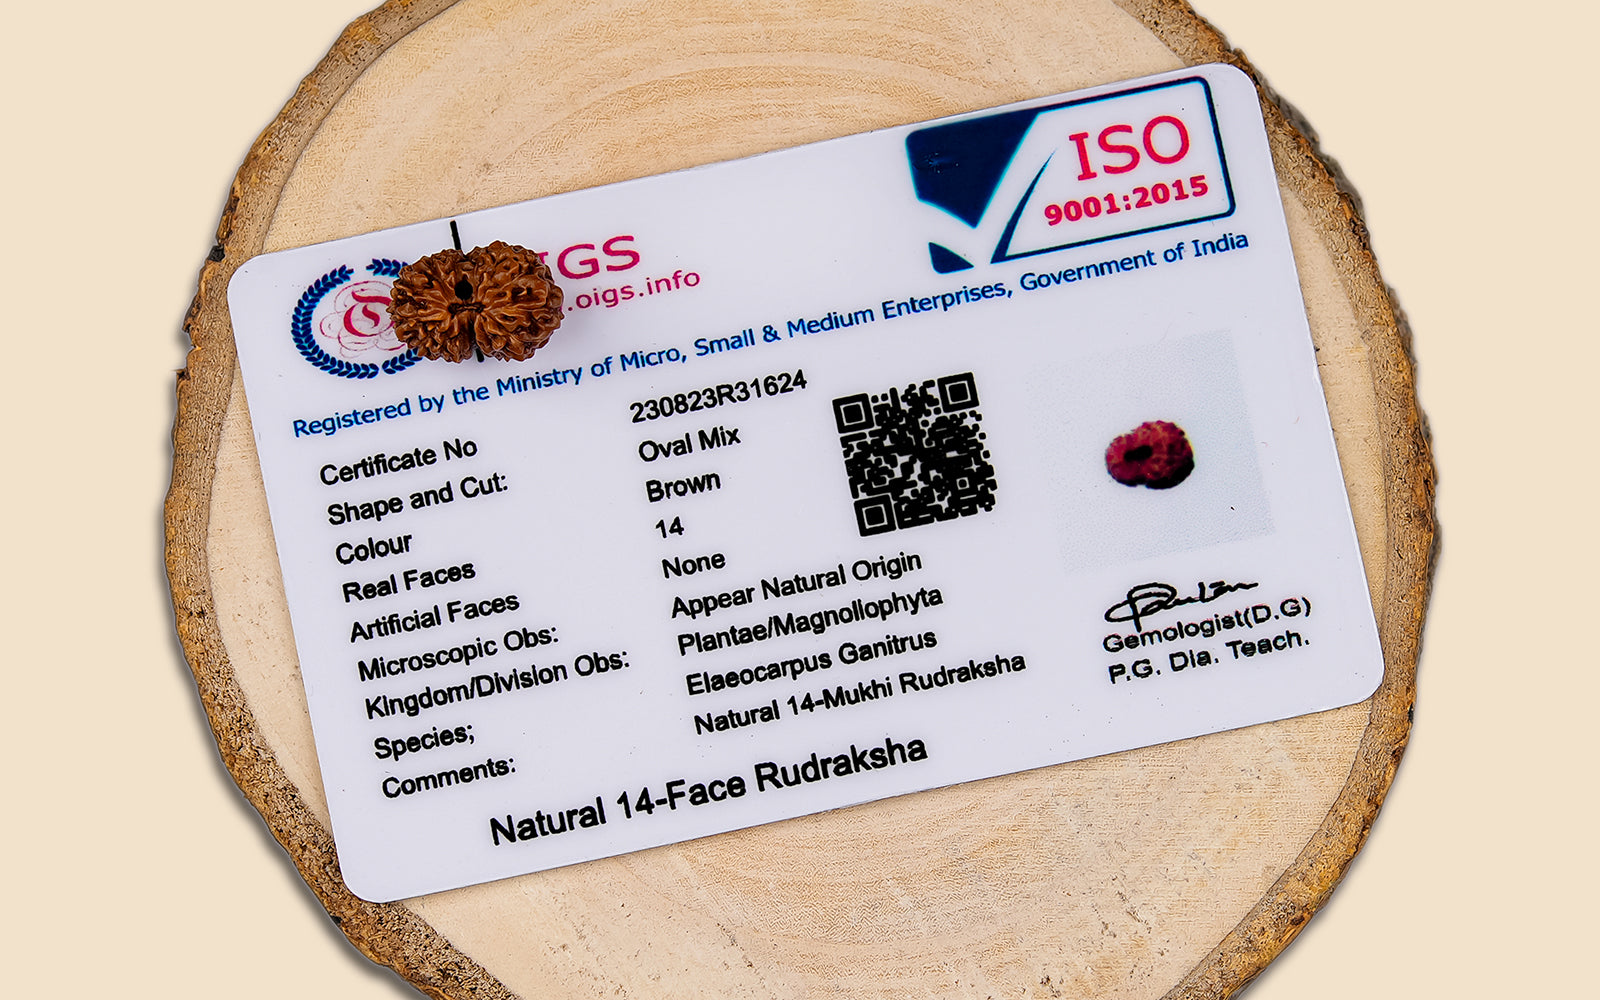 ISO
9001:2015
IGS
.oigs.info
Registered by the Ministry of Micro, Small & Medium Enterprises, Government of India
Certificate No 230823R31624
Shape and Cut: Oval Mix
Colour Brown
Real Faces 14
Artificial Faces None
Microscopic Obs: Appear Natural Origin
Kingdom/Division Obs: Plantae/Magnoliophyta
Species; Elaeocarpus Ganitrus
Comments: Natural 14-Mukhi Rudraksha
Natural 14-Face Rudraksha
Gemologist(D.G)
P.G. Dia. Teach.